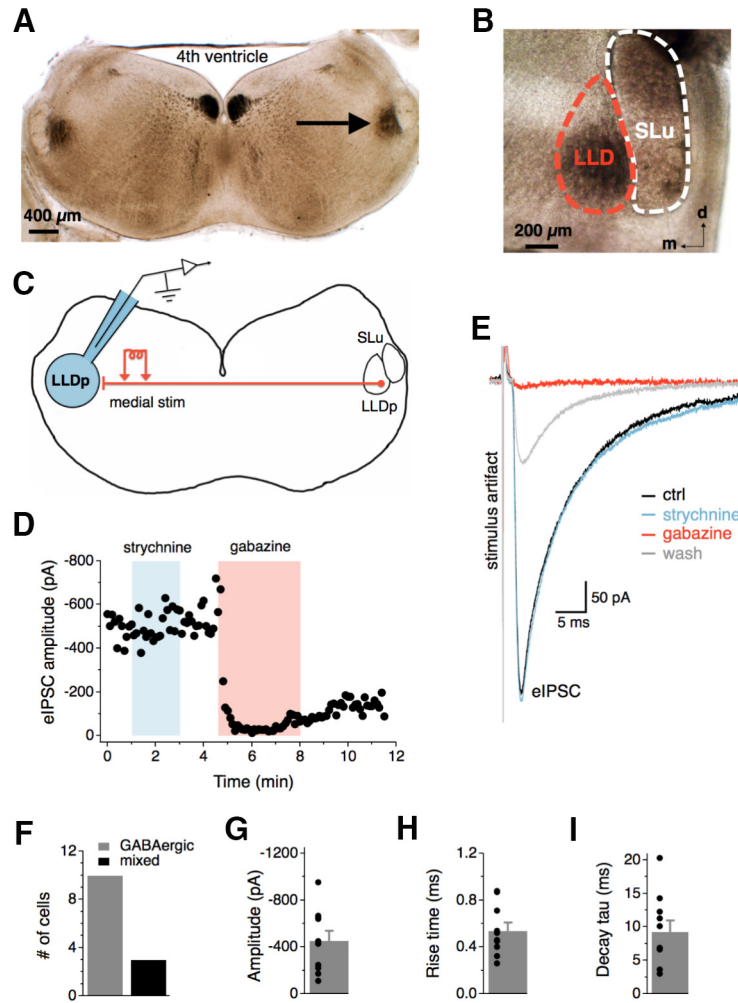 A
4th ventricle
400 µm
B
SLu
LLD
200 µm
d
m
C
LLDp
medial stim
SLu
LLDp
D
strychnine
gabazine
eIPSC amplitude (pA)
-800
-600
-400
-200
0
0
2
4
6
8
10
12
Time (min)
E
stimulus artifact
ctrl
strychnine
gabazine
wash
50 pA
5 ms
eIPSC
F
GABAergic
mixed
# of cells
12
8
4
0
G
Amplitude (pA)
-1200
-800
-400
0
H
Rise time (ms)
1.2
0.8
0.4
0
I
Decay tau (ms)
20
15
10
5
0